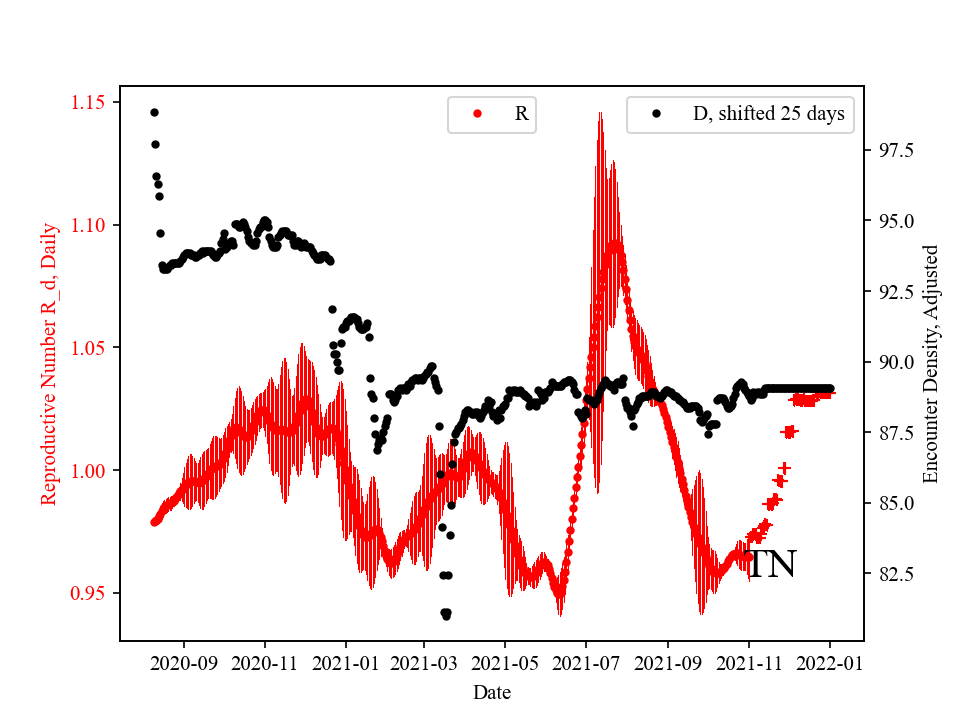 R
D, shifted 25 days
1.15
1.10
1.05
1.00
0.95
Reproductive Number R_d, Daily
97.5
95.0
92.5
90.0
87.5
85.0
82.5
Encounter Density, Adjusted
TN
2020-09 2020-11 2021-01 2021-03 2021-05 2021-07 2021-09 2021-11 2022-01
Date